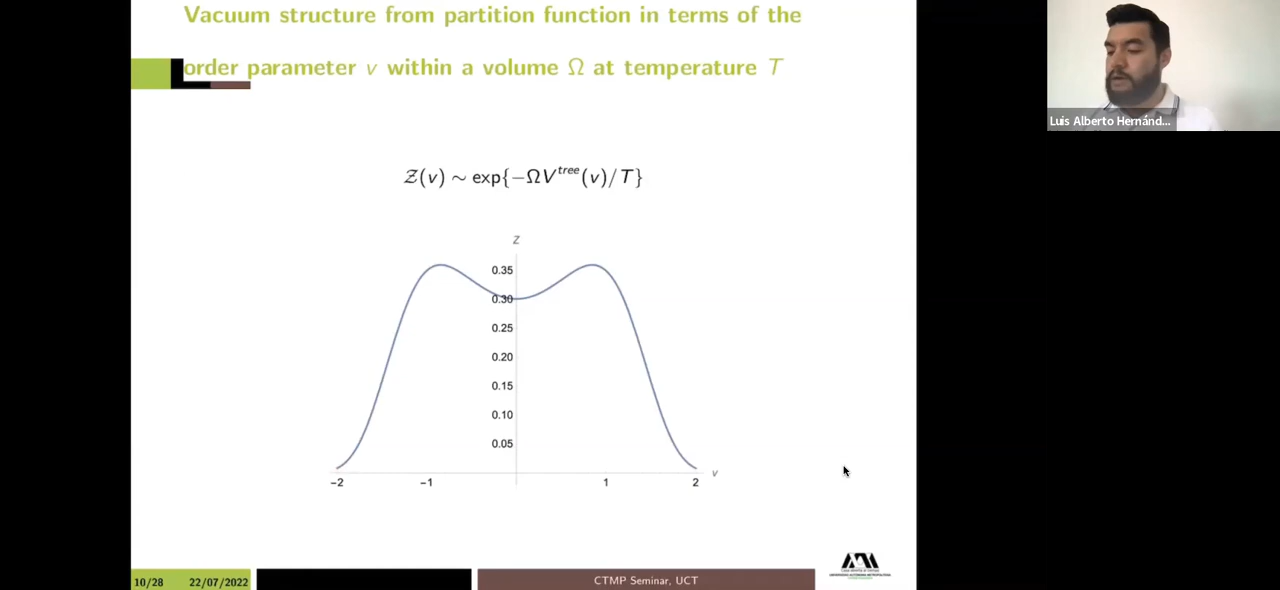 Vacuum structure from partition function in terms of the
order parameter v within a volume Ω at temperature T
Luis Alberto Hernánd...
Z(v) ∼ exp{−ΩV^tree(v)/T}
Z
0.35
0.30
0.25
0.20
0.15
0.10
0.05
v
−2 −1 1 2
10/28 22/07/2022 CTMP Seminar, UCT